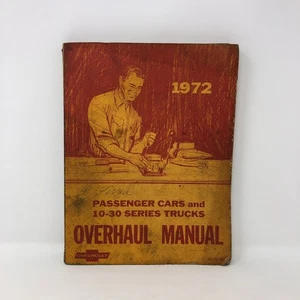 1972
PASSENGER CARS and
10-30 SERIES TRUCKS
OVERHAUL MANUAL
CHEVROLET